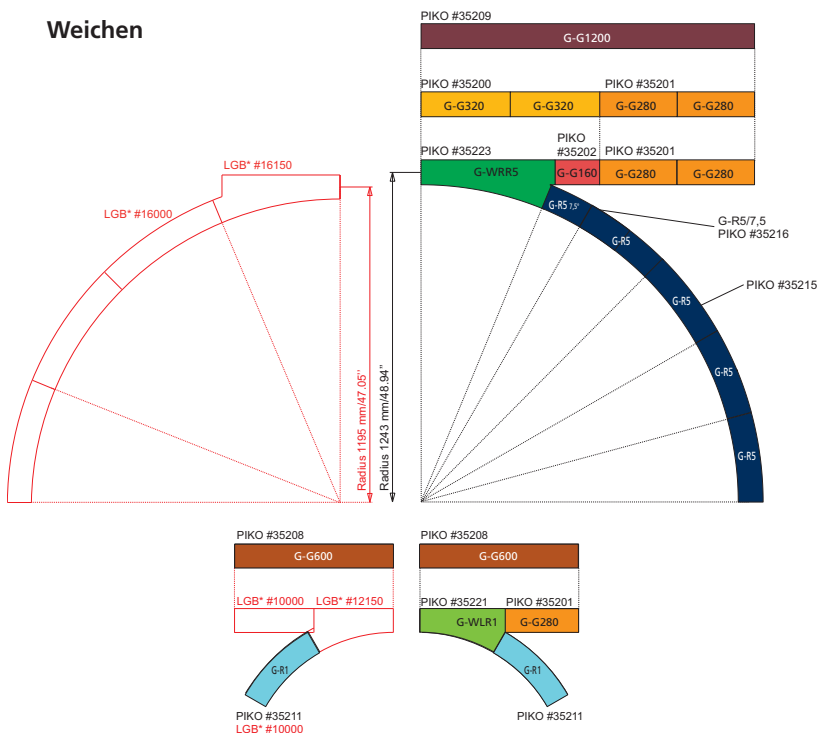 Weichen
PIKO #35209
G-G1200
PIKO #35200
PIKO #35201
G-G320
G-G320
G-G280
G-G280
PIKO #35223
PIKO
#35202
PIKO #35201
G-WRR5
G-G160
G-G280
G-G280
LGB* #16150
LGB* #16000
G-R5 7,5°
G-R5/7,5
PIKO #35216
G-R5
G-R5
PIKO #35215
G-R5
G-R5
Radius 1195 mm/47.05"
Radius 1243 mm/48.94"
PIKO #35208
G-G600
LGB* #10000
LGB* #12150
G-R1
PIKO #35211
LGB* #10000
PIKO #35208
G-G600
PIKO #35221
PIKO #35201
G-WLR1
G-G280
G-R1
PIKO #35211